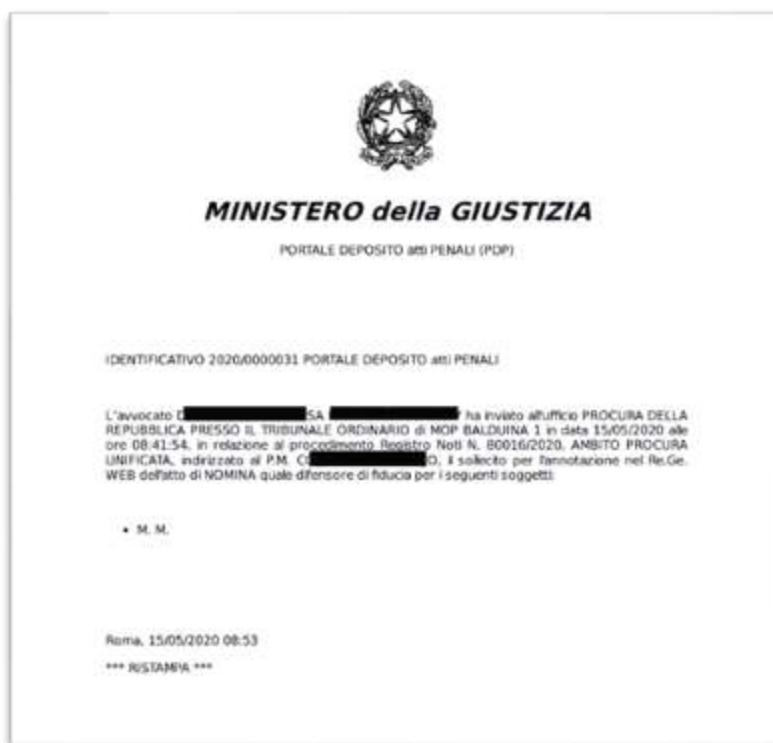 MINISTERO della GIUSTIZIA
PORTALE DEPOSITO atti PENALI (PDP)
IDENTIFICATIVO 2020/0000031 PORTALE DEPOSITO atti PENALI
L'avvocato D SA ha inviato all'ufficio PROCURA DELLA
REPUBBLICA PRESSO IL TRIBUNALE ORDINARIO di MOP BALDUINA 1 in data 15/05/2020 alle
ore 08:41:54, in relazione al procedimento Registro Noti N. 80016/2020, AMBITO PROCURA
UNIFICATA, indirizzato al P.M. C O, il sollecito per l'annotazione nel Re.Ge.
WEB dell'atto di NOMINA quale difensore di fiducia per i seguenti soggetti:
• M. M.
Roma, 15/05/2020 08:53
*** RISTAMPA ***